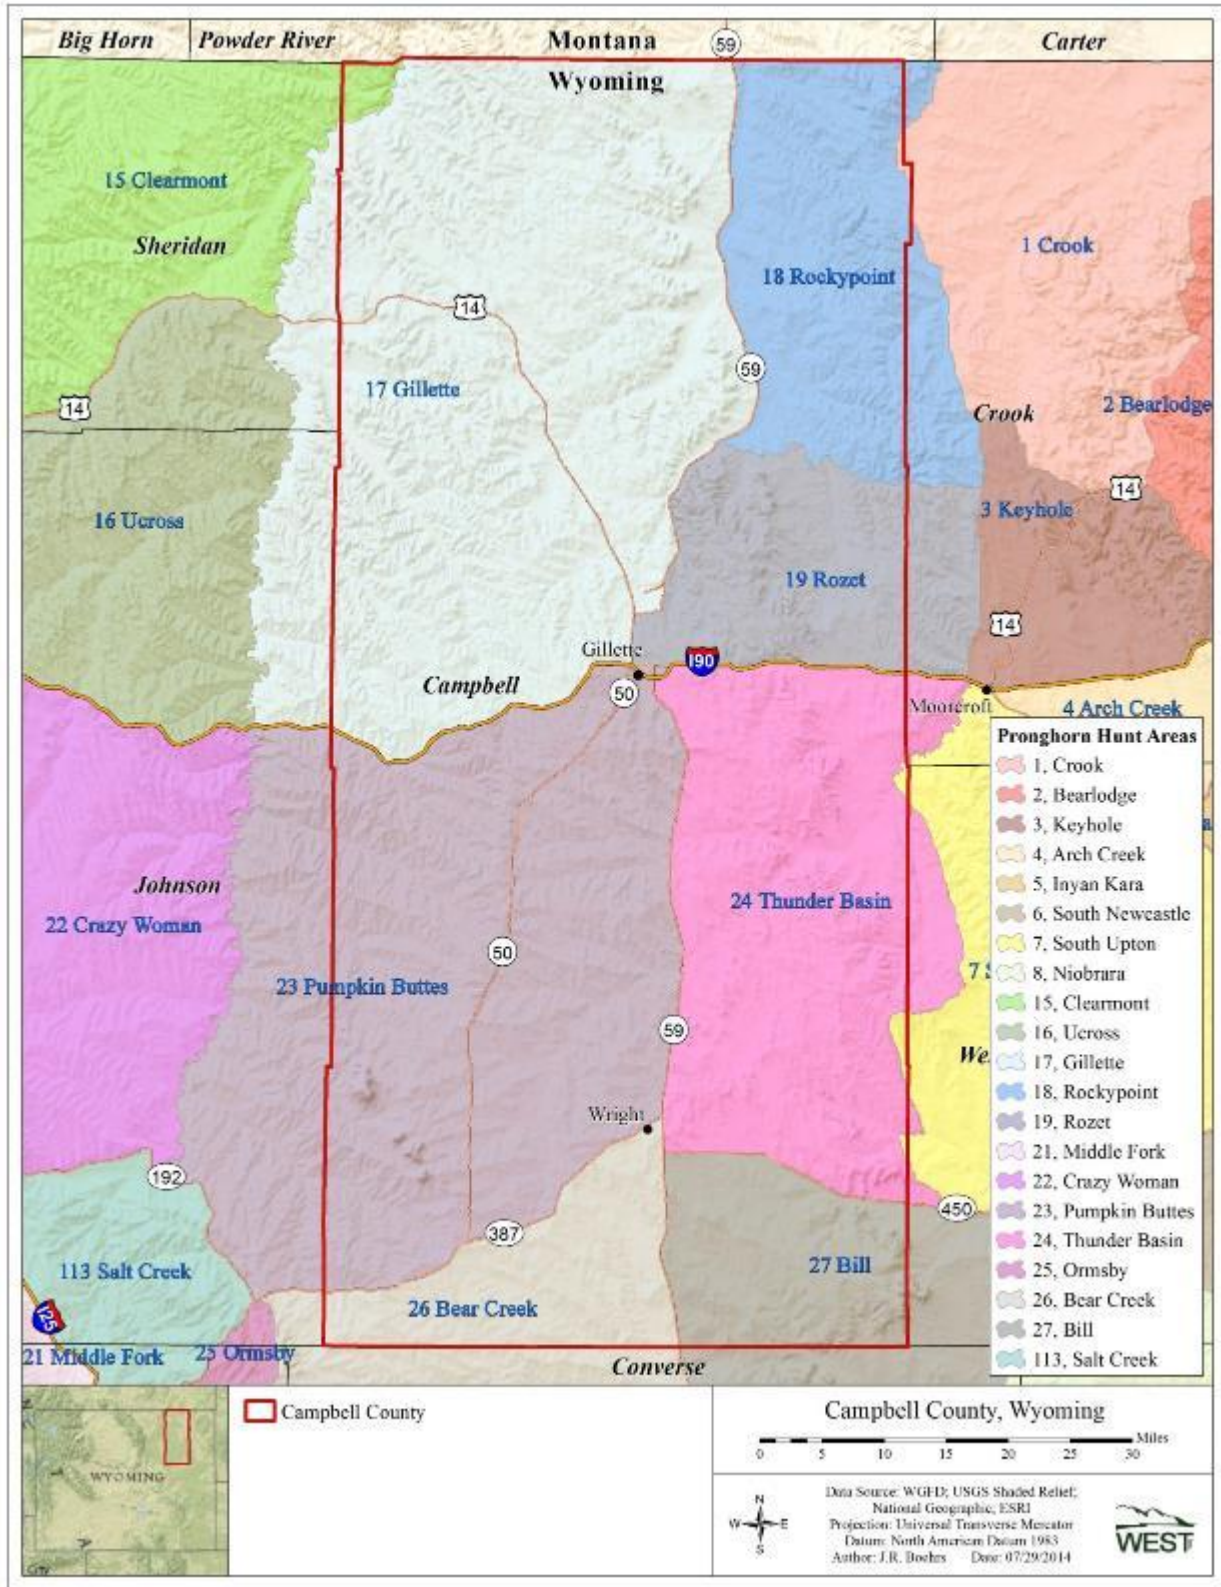 Big Horn
Powder River
Montana
59
Carter
Wyoming
15 Clearmont
Sheridan
1 Crook
18 Rockypoint
14
59
17 Gillette
14
Crook
2 Bearlodge
14
16 Ucross
3 Keyhole
19 Rozet
14
Gillette
I90
Campbell
50
Moorcroft
4 Arch Creek
Pronghorn Hunt Areas
1, Crook
2, Bearlodge
3, Keyhole
4, Arch Creek
5, Inyan Kara
6, South Newcastle
7, South Upton
8, Niobrara
15, Clearmont
16, Ucross
17, Gillette
18, Rockypoint
19, Rozet
21, Middle Fork
22, Crazy Woman
23, Pumpkin Buttes
24, Thunder Basin
25, Ormsby
26, Bear Creek
27, Bill
113, Salt Creek
Johnson
22 Crazy Woman
24 Thunder Basin
50
7 S
23 Pumpkin Buttes
59
We
Wright
192
450
387
113 Salt Creek
27 Bill
I25
26 Bear Creek
21 Middle Fork
25 Ormsby
Converse
WYOMING
Campbell County
Campbell County, Wyoming
Miles
0 5 10 15 20 25 30
N
W E
S
Data Source: WGFD; USGS Shaded Relief;
National Geographic, ESRI
Projection: Universal Transverse Mercator
Datum: North American Datum 1983
Author: J.R. Boehrs Date: 07/29/2014
WEST